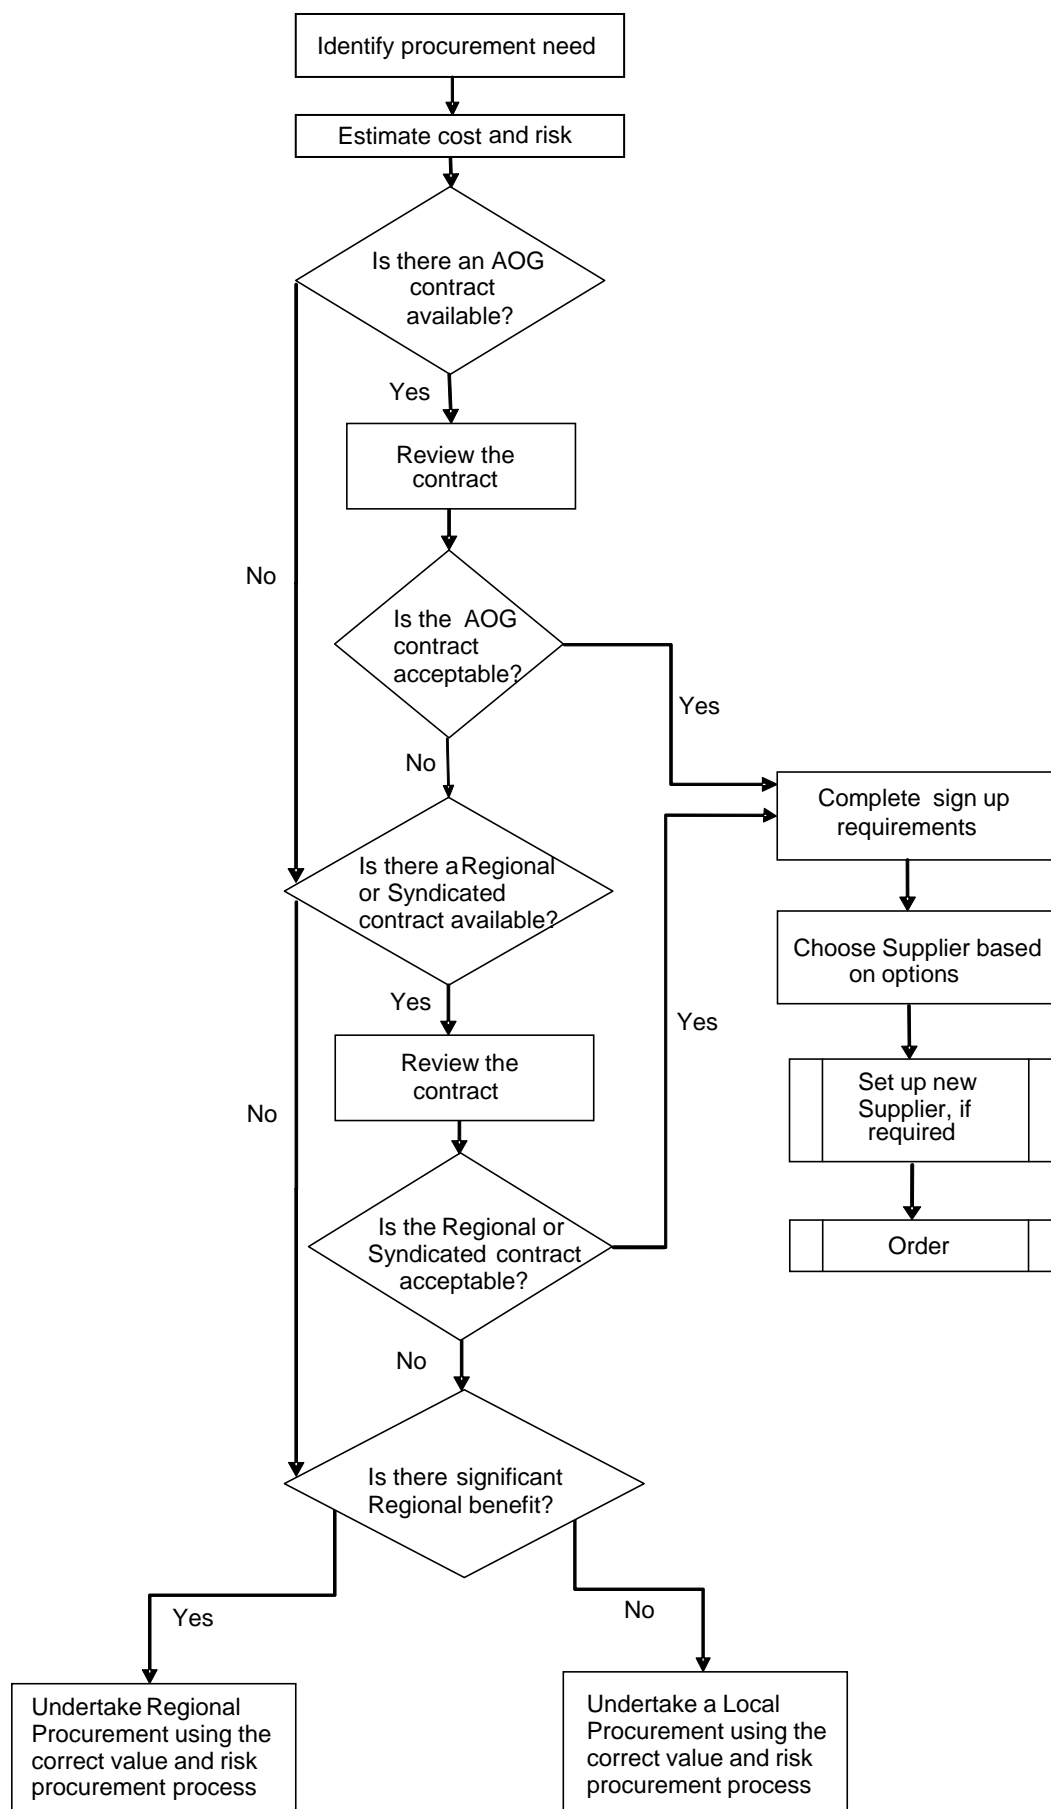 Identify procurement need
Estimate cost and risk
Is there an AOG
contract
available?
Yes
Review the
contract
No
Is the AOG
contract
acceptable?
Yes
No
Complete sign up
requirements
Is there a Regional
or Syndicated
contract available?
Choose Supplier based
on options
Yes
Yes
Review the
contract
Set up new
Supplier, if
required
No
Is the Regional or
Syndicated contract
acceptable?
Order
No
Is there significant
Regional benefit?
Yes
No
Undertake Regional
Procurement using the
correct value and risk
procurement process
Undertake a Local
Procurement using the
correct value and risk
procurement process